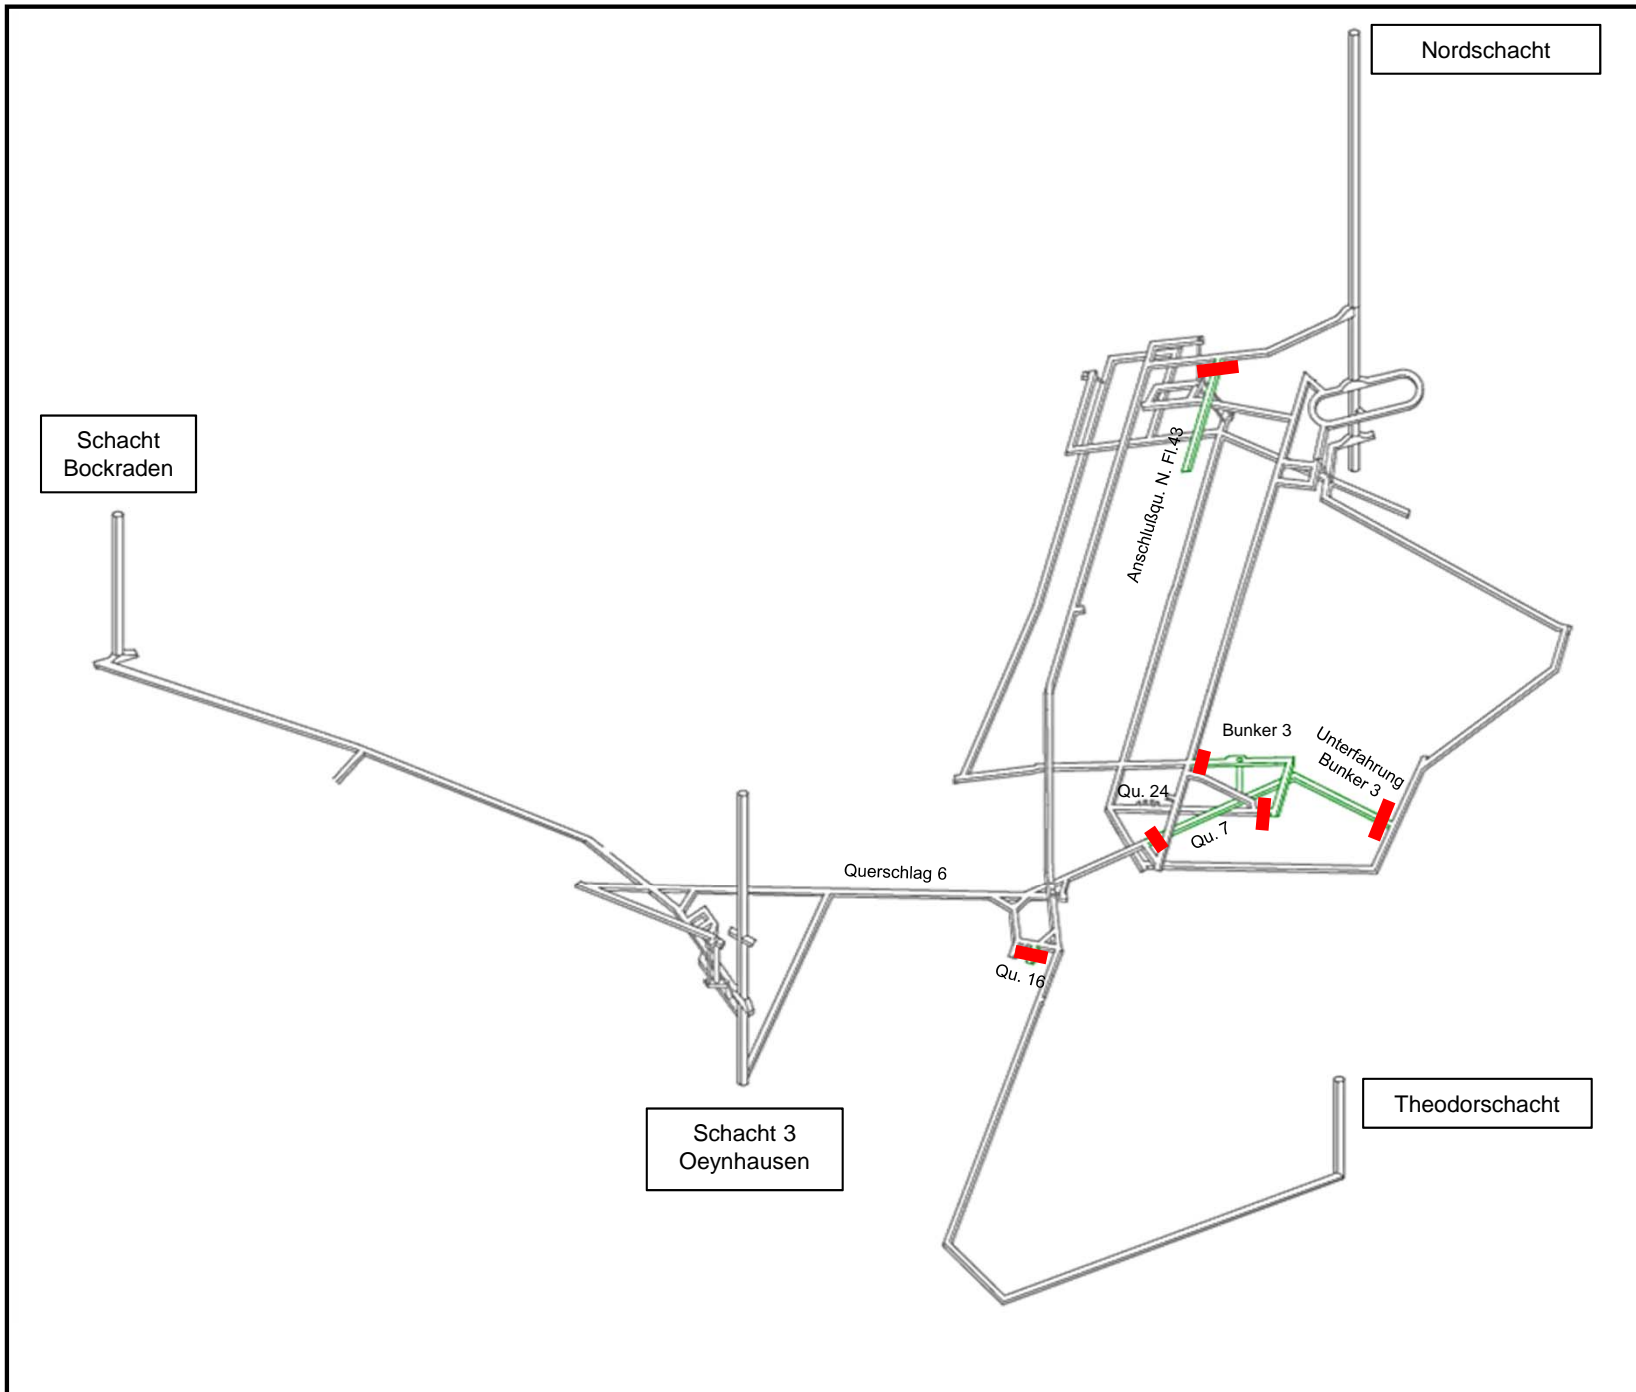 Nordschacht
Schacht
Bockraden
Anschlußqu. N. Fl.43
Bunker 3
Unterfahrung
Bunker 3
Qu. 24
Qu. 7
Querschlag 6
Qu. 16
Schacht 3
Oeynhausen
Theodorschacht